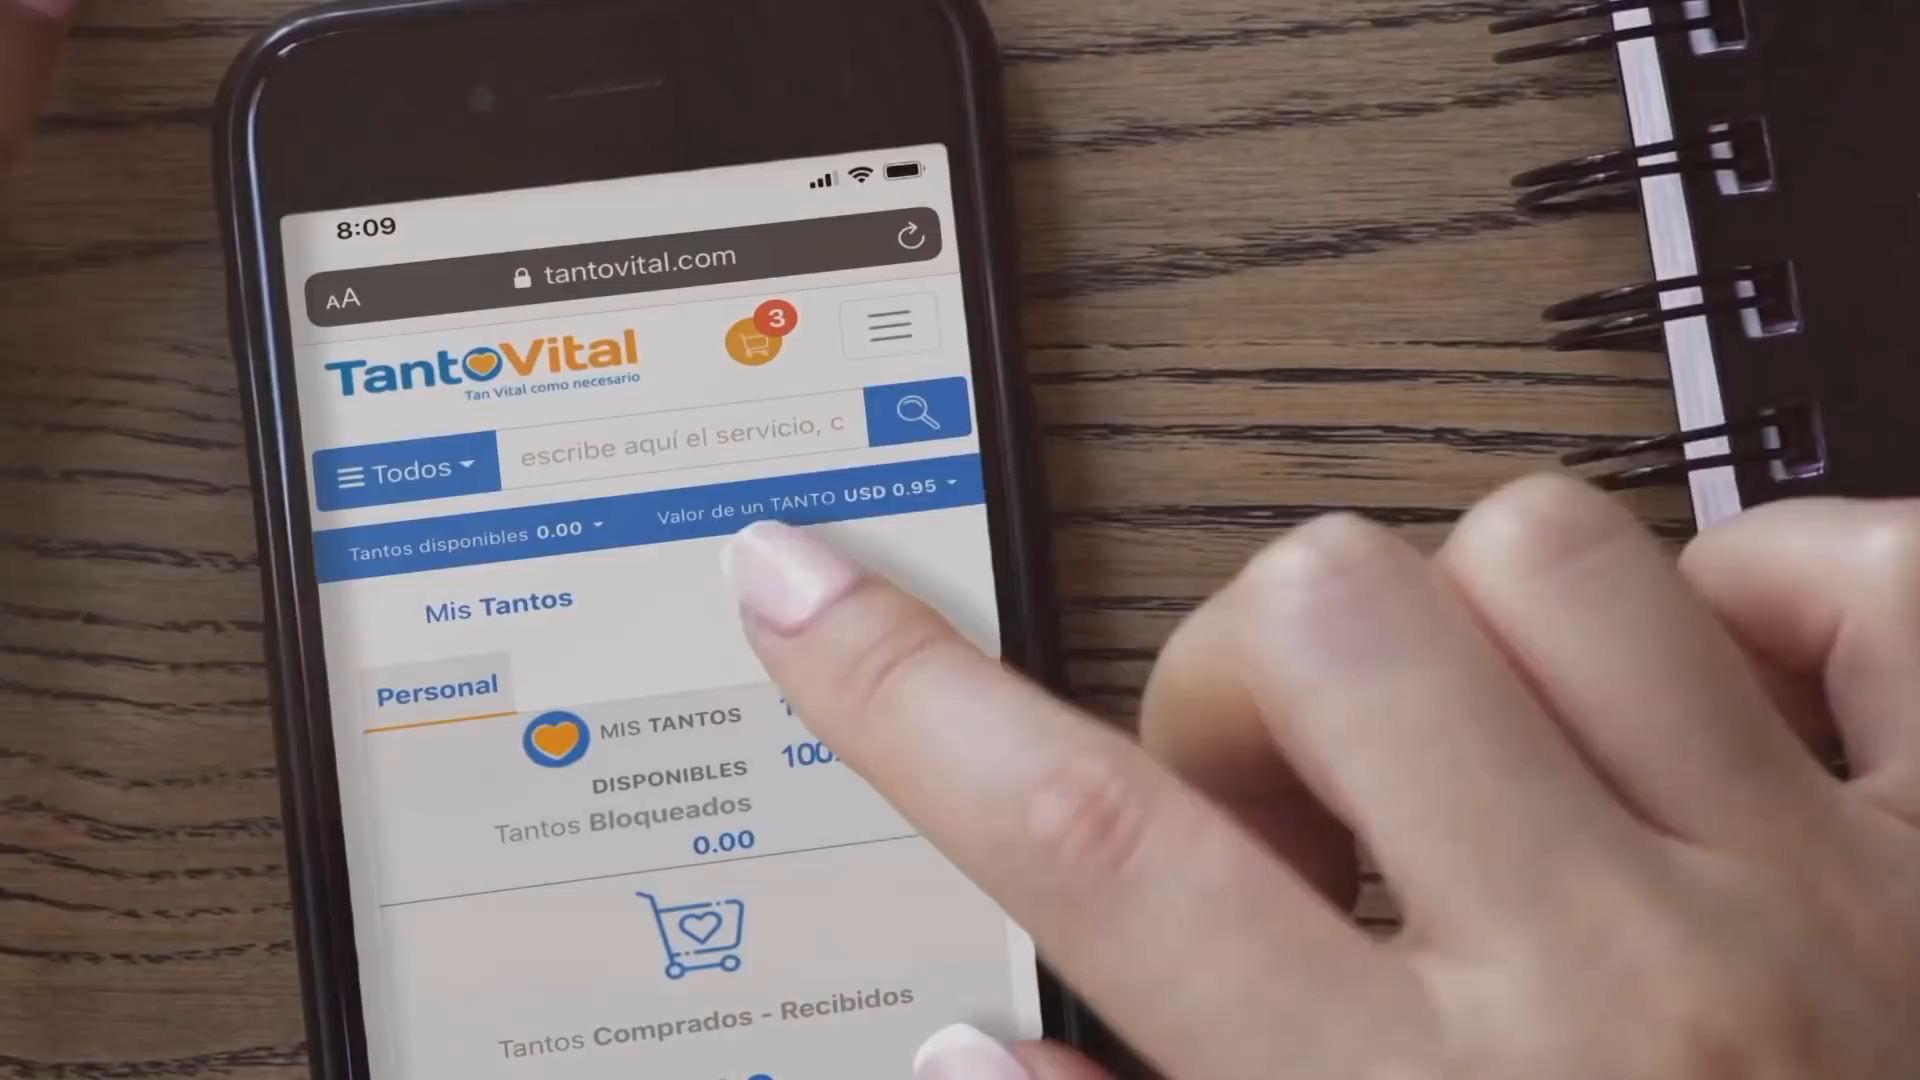 8:09
AA tantovital.com
3
TantoVital
Tan Vital como necesario
Todos escribe aquí el servicio, c
Tantos disponibles 0.00 Valor de un TANTO USD 0.95
Mis Tantos
Personal
MIS TANTOS
DISPONIBLES 100.
Tantos Bloqueados
0.00
Tantos Comprados - Recibidos